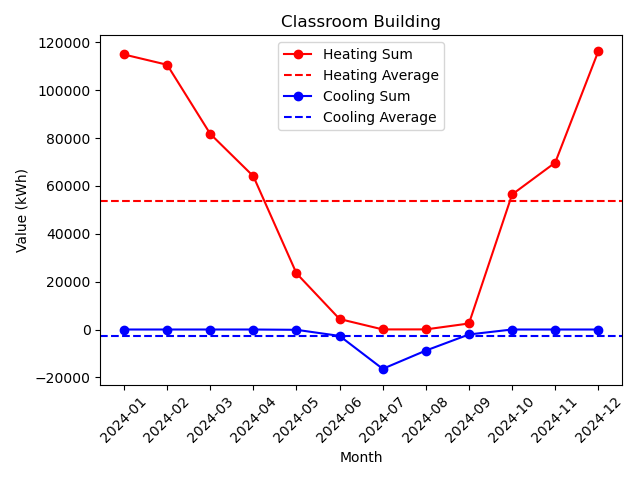 Classroom Building
Heating Sum
Heating Average
Cooling Sum
Cooling Average
Value (kWh)
120000
100000
80000
60000
40000
20000
0
−20000
2024-01
2024-02
2024-03
2024-04
2024-05
2024-06
2024-07
2024-08
2024-09
2024-10
2024-11
2024-12
Month